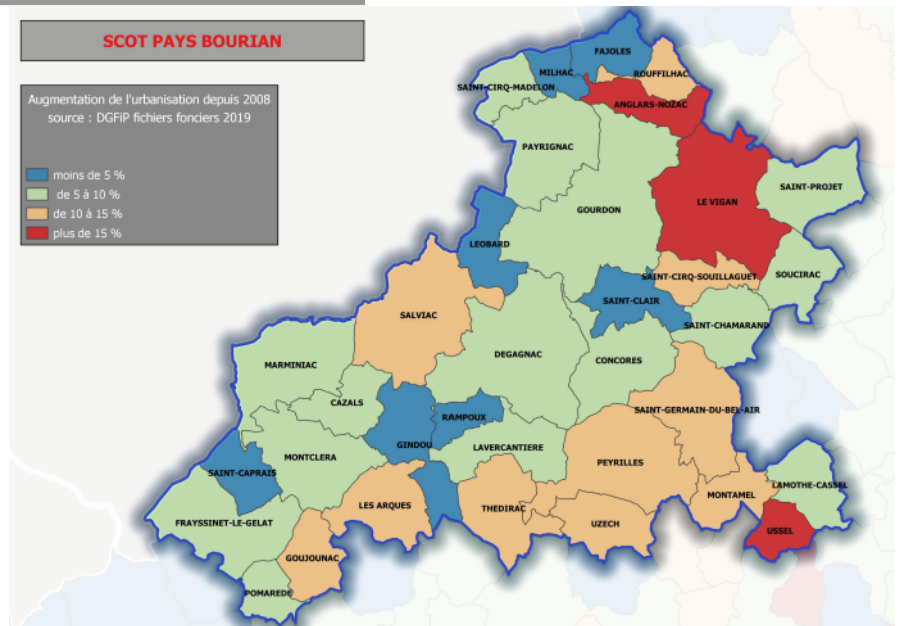 SCOT PAYS BOURIAN
Augmentation de l'urbanisation depuis 2008
source : DGFiP fichiers fonciers 2019
moins de 5 %
de 5 à 10 %
de 10 à 15 %
plus de 15 %
FAJOLES
MILHAC
ROUFFILHAC
SAINT-CIRQ-MADELON
ANGLARS-NOZAC
PAYRIGNAC
SAINT-PROJET
LE VIGAN
GOURDON
LEOBARD
SOUCIRAC
SAINT-CIRQ-SOUILLAGUET
SAINT-CLAIR
SALVIAC
SAINT-CHAMARAND
DEGAGNAC
CONCORES
MARMINIAC
CAZALS
SAINT-GERMAIN-DU-BEL-AIR
RAMPOUX
GINDOU
LAVERCANTIERE
MONTCLERA
PEYRILLES
SAINT-CAPRAIS
LAMOTHE-CASSEL
MONTAMEL
LES ARQUES
THEDIRAC
FRAYSSINET-LE-GELAT
UZECH
USSEL
GOUJOUNAC
POMAREDE